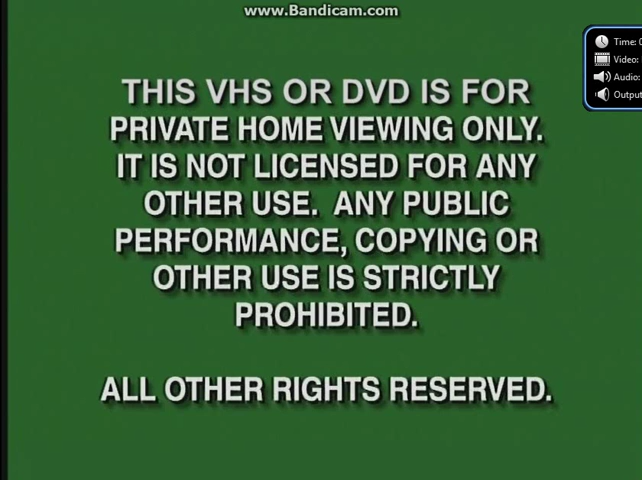 www.Bandicam.com
Time: 0
Video:
Audio:
Output
THIS VHS OR DVD IS FOR
PRIVATE HOME VIEWING ONLY.
IT IS NOT LICENSED FOR ANY
OTHER USE.  ANY PUBLIC
PERFORMANCE, COPYING OR
OTHER USE IS STRICTLY
PROHIBITED.
ALL OTHER RIGHTS RESERVED.